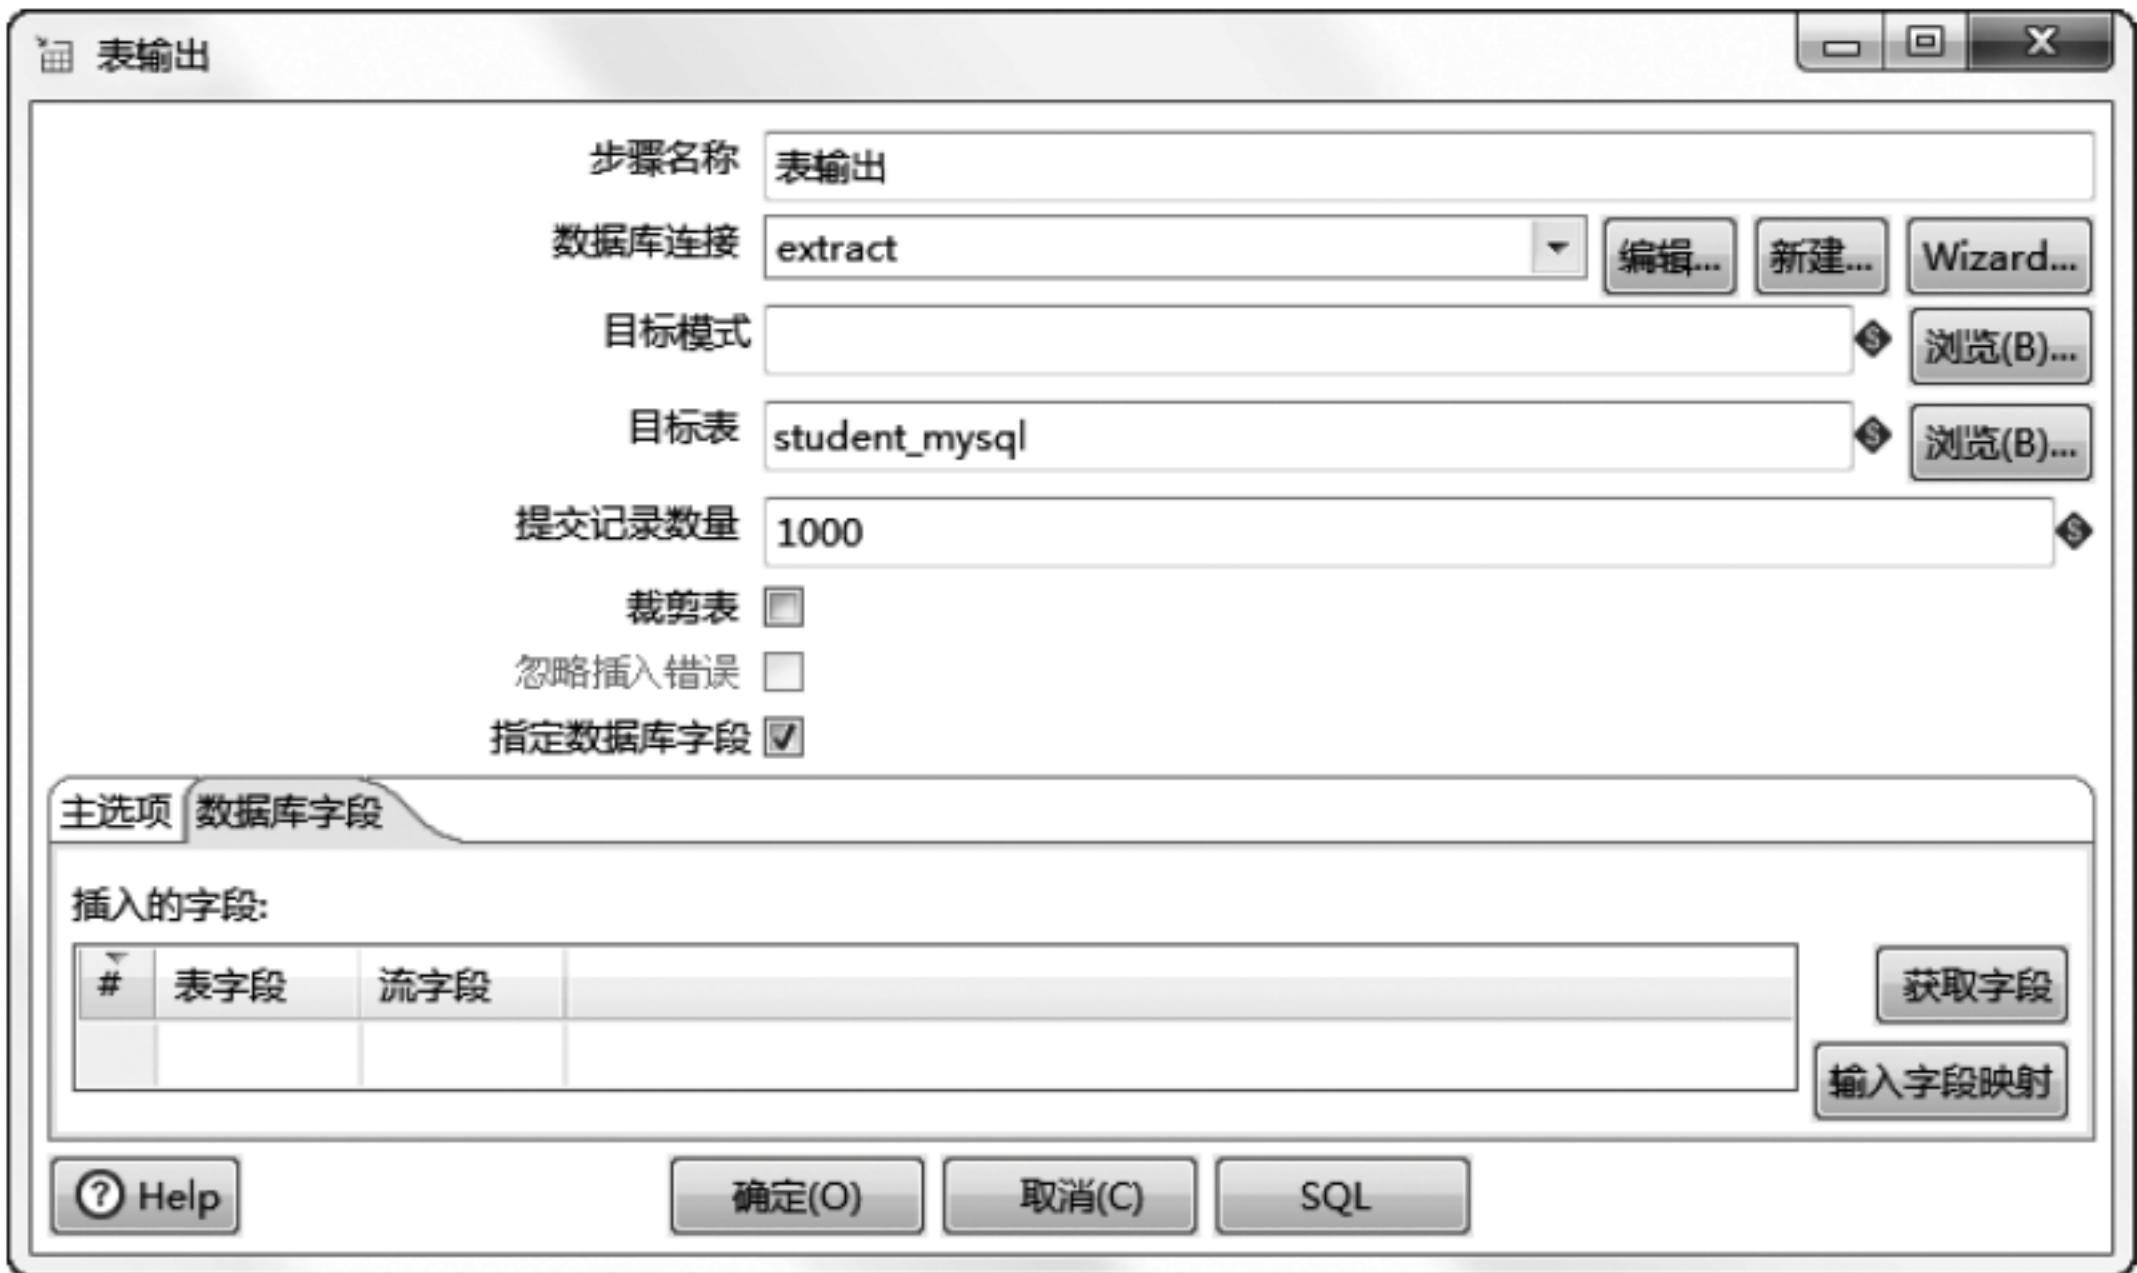 表输出
步骤名称 表输出
数据库连接 extract 编辑... 新建... Wizard...
目标模式 浏览(B)...
目标表 student_mysql 浏览(B)...
提交记录数量 1000
裁剪表
忽略插入错误
指定数据库字段
主选项 数据库字段
插入的字段:
# 表字段 流字段
获取字段
输入字段映射
Help 确定(O) 取消(C) SQL